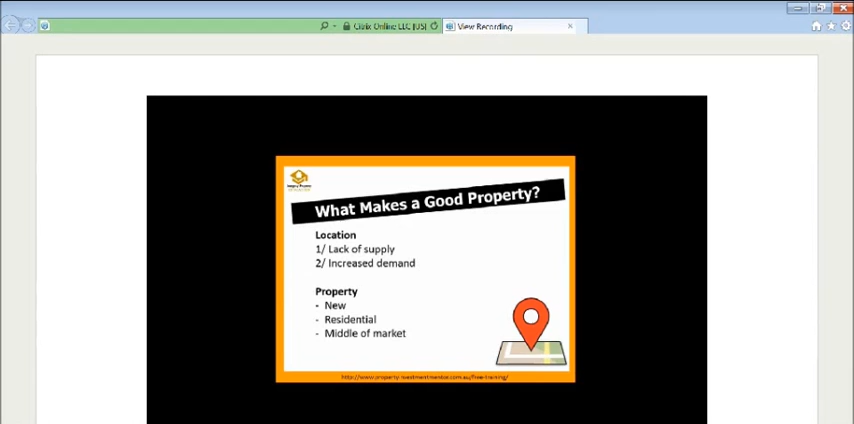 Citrix Online LLC [US]
View Recording
What Makes a Good Property?
Location
1/ Lack of supply
2/ Increased demand
Property
- New
- Residential
- Middle of market